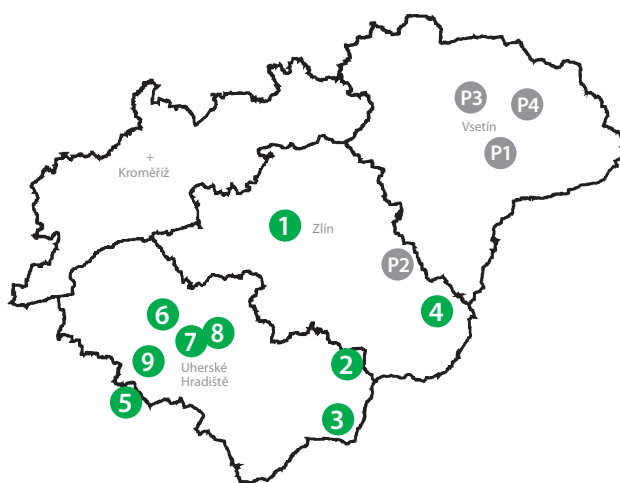 P3
P4
Vsetín
P1
+
Kroměříž
1
Zlín
P2
4
6
8
7
9
2
Uherské
Hradiště
5
3